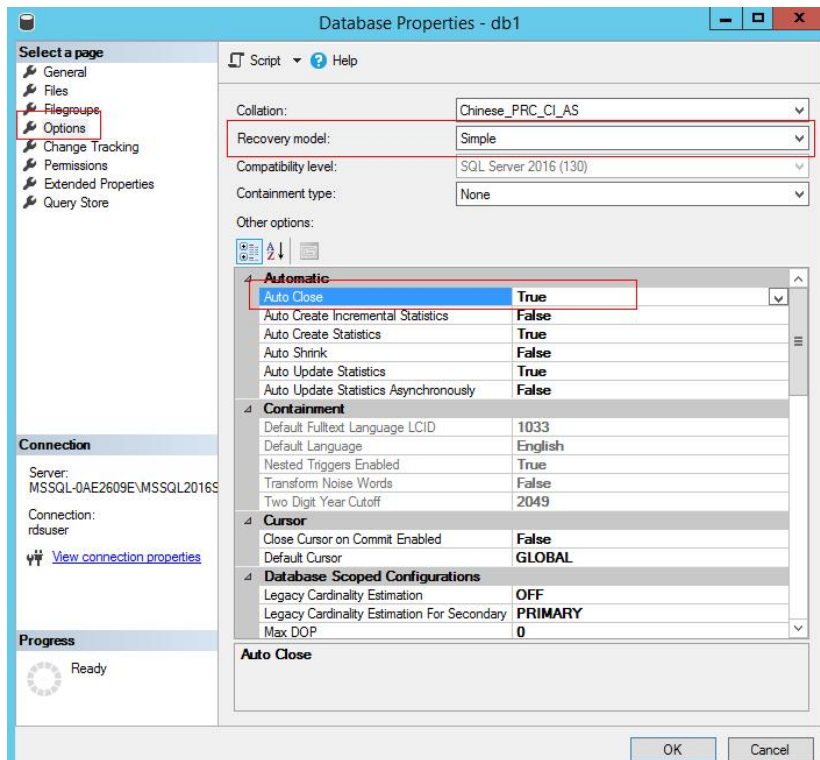 Database Properties - db1
Select a page
General
Files
Filegroups
Options
Change Tracking
Permissions
Extended Properties
Query Store
Script
Help
Collation: Chinese_PRC_CI_AS
Recovery model: Simple
Compatibility level: SQL Server 2016 (130)
Containment type: None
Other options:
Automatic
Auto Close True
Auto Create Incremental Statistics False
Auto Create Statistics True
Auto Shrink False
Auto Update Statistics True
Auto Update Statistics Asynchronously False
Containment
Default Fulltext Language LCID 1033
Default Language English
Nested Triggers Enabled True
Transform Noise Words False
Two Digit Year Cutoff 2049
Cursor
Close Cursor on Commit Enabled False
Default Cursor GLOBAL
Database Scoped Configurations
Legacy Cardinality Estimation OFF
Legacy Cardinality Estimation For Secondary PRIMARY
Max DOP 0
Auto Close
Connection
Server:
MSSQL-0AE2609E\MSSQL2016S
Connection:
rdsuser
View connection properties
Progress
Ready
OK
Cancel